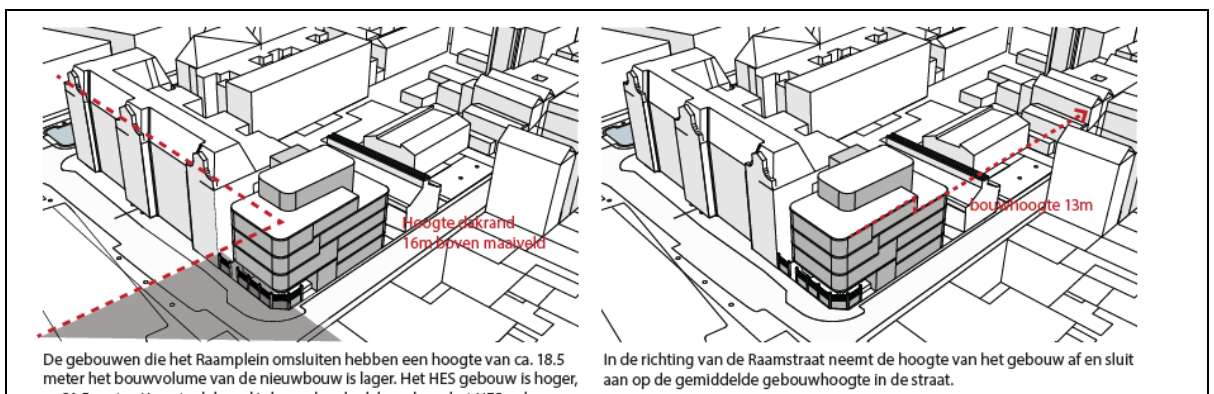 Hoogte dakrand
16m boven maaiveld
bouwhoogte 13m
De gebouwen die het Raamplein omsluiten hebben een hoogte van ca. 18.5
meter het bouwvolume van de nieuwbouw is lager. Het HES gebouw is hoger,
In de richting van de Raamstraat neemt de hoogte van het gebouw af en sluit
aan op de gemiddelde gebouwhoogte in de straat.